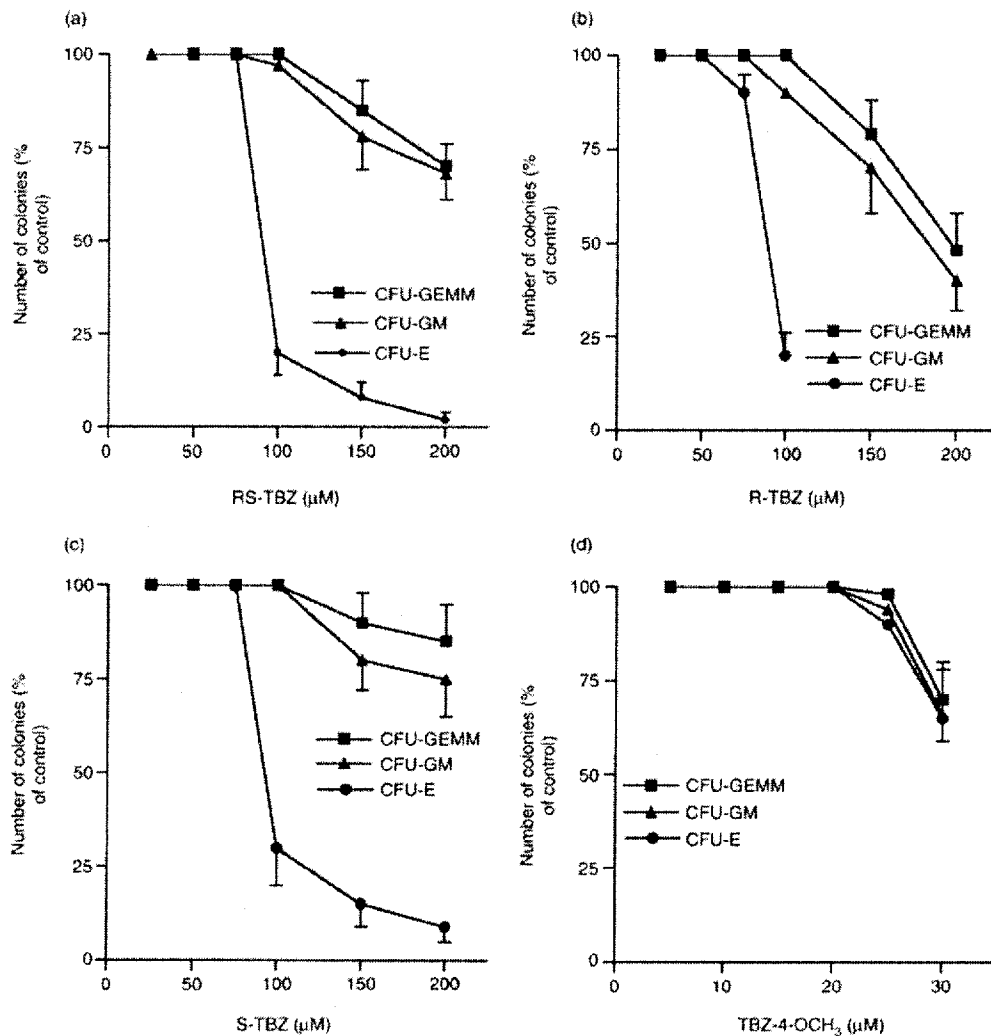 (a)
Number of colonies (%
of control)
100
75
50
25
0
CFU-GEMM
CFU-GM
CFU-E
0 50 100 150 200
RS-TBZ (μM)
(b)
Number of colonies (%
of control)
100
75
50
25
0
CFU-GEMM
CFU-GM
CFU-E
0 50 100 150 200
R-TBZ (μM)
(c)
Number of colonies (%
of control)
100
75
50
25
0
CFU-GEMM
CFU-GM
CFU-E
0 50 100 150 200
S-TBZ (μM)
(d)
Number of colonies (%
of control)
100
75
50
25
0
CFU-GEMM
CFU-GM
CFU-E
0 10 20 30
TBZ-4-OCH₃ (μM)